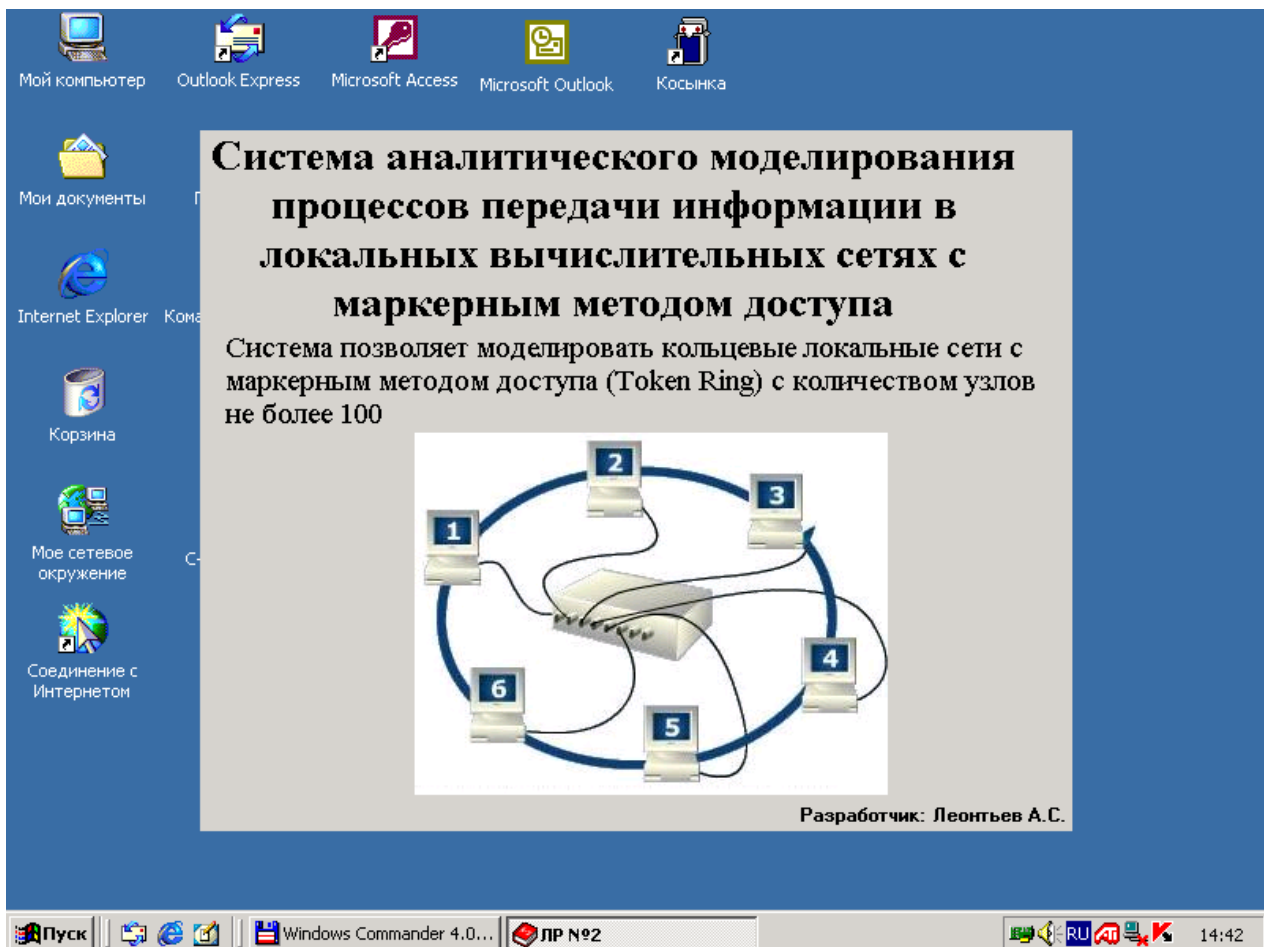 Мой компьютер
Outlook Express
Microsoft Access
Microsoft Outlook
Косынка
Мои документы
Internet Explorer
Корзина
Мое сетевое
окружение
Соединение с
Интернетом
Система аналитического моделирования
процессов передачи информации в
локальных вычислительных сетях с
маркерным методом доступа
Система позволяет моделировать кольцевые локальные сети с
маркерным методом доступа (Token Ring) с количеством узлов
не более 100
1
2
3
4
5
6
Разработчик: Леонтьев А.С.
Пуск
Windows Commander 4.0...
ЛР №2
RU
14:42